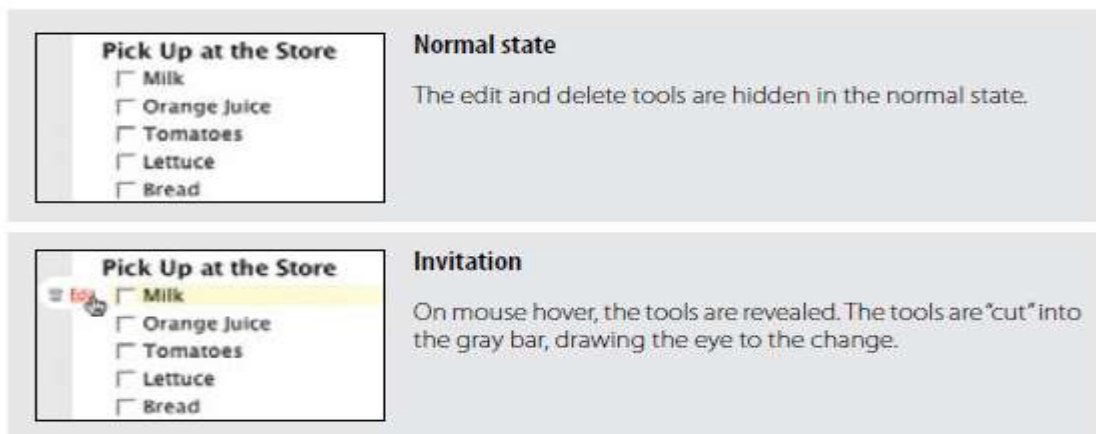 Pick Up at the Store
Milk
Orange Juice
Tomatoes
Lettuce
Bread
Normal state
The edit and delete tools are hidden in the normal state.
Pick Up at the Store
Edit
Milk
Orange Juice
Tomatoes
Lettuce
Bread
Invitation
On mouse hover, the tools are revealed. The tools are “cut” into
the gray bar, drawing the eye to the change.